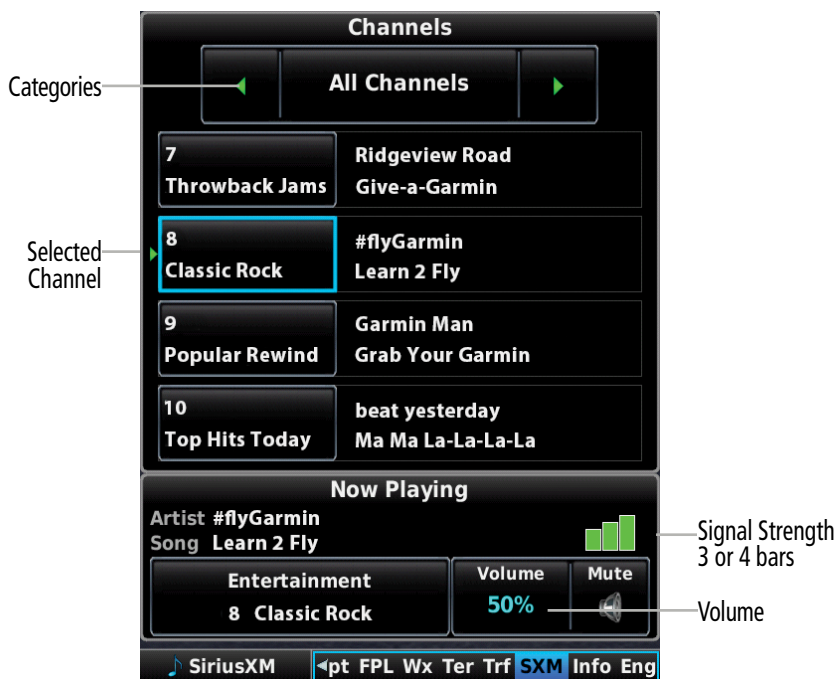 Channels
Categories
All Channels
7
Throwback Jams
Ridgeview Road
Give-a-Garmin
Selected
Channel
8
Classic Rock
#flyGarmin
Learn 2 Fly
9
Popular Rewind
Garmin Man
Grab Your Garmin
10
Top Hits Today
beat yesterday
Ma Ma La-La-La-La
Now Playing
Artist #flyGarmin
Song Learn 2 Fly
Signal Strength
3 or 4 bars
Entertainment
8 Classic Rock
Volume
50%
Mute
Volume
SiriusXM
pt FPL Wx Ter Trf SXM Info Eng